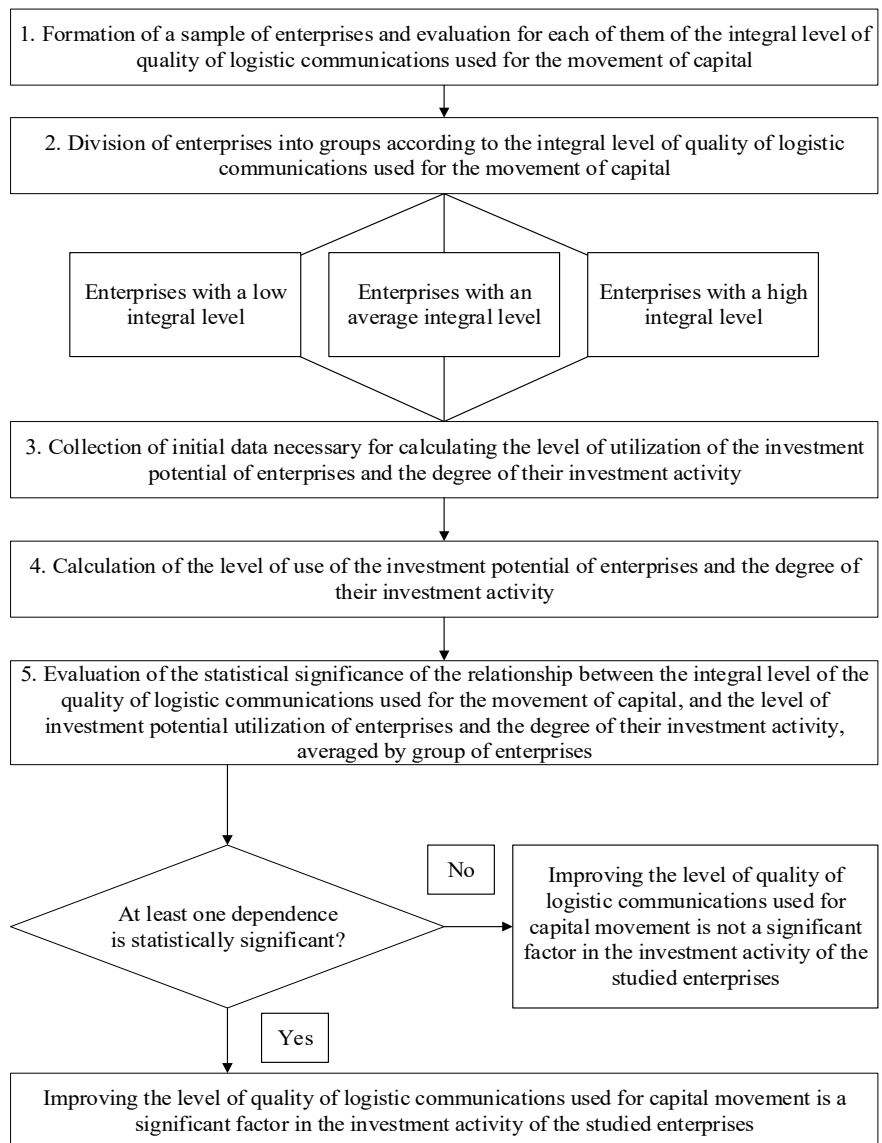 1. Formation of a sample of enterprises and evaluation for each of them of the integral level of
quality of logistic communications used for the movement of capital
2. Division of enterprises into groups according to the integral level of quality of logistic
communications used for the movement of capital
Enterprises with a low
integral level
Enterprises with an
average integral level
Enterprises with a high
integral level
3. Collection of initial data necessary for calculating the level of utilization of the investment
potential of enterprises and the degree of their investment activity
4. Calculation of the level of use of the investment potential of enterprises and the degree of
their investment activity
5. Evaluation of the statistical significance of the relationship between the integral level of the
quality of logistic communications used for the movement of capital, and the level of
investment potential utilization of enterprises and the degree of their investment activity,
averaged by group of enterprises
At least one dependence
is statistically significant?
No
Improving the level of quality of
logistic communications used for
capital movement is not a significant
factor in the investment activity of the
studied enterprises
Yes
Improving the level of quality of logistic communications used for capital movement is a
significant factor in the investment activity of the studied enterprises